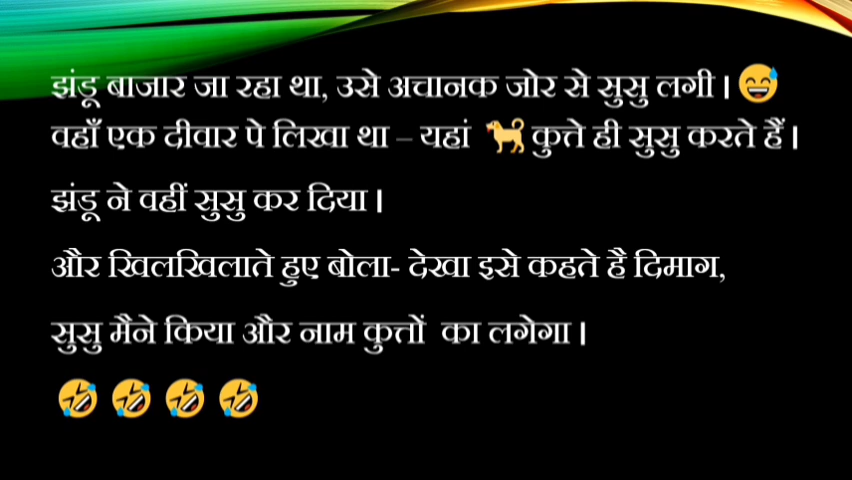 झंडू बाजार जा रहा था, उसे अचानक जोर से सुसु लगी । 😅
वहाँ एक दीवार पे लिखा था – यहां 🐕 कुत्ते ही सुसु करते हैं ।
झंडू ने वहीं सुसु कर दिया ।
और खिलखिलाते हुए बोला- देखा इसे कहते है दिमाग,
सुसु मैने किया और नाम कुत्तों का लगेगा ।
🤣 🤣 🤣 🤣